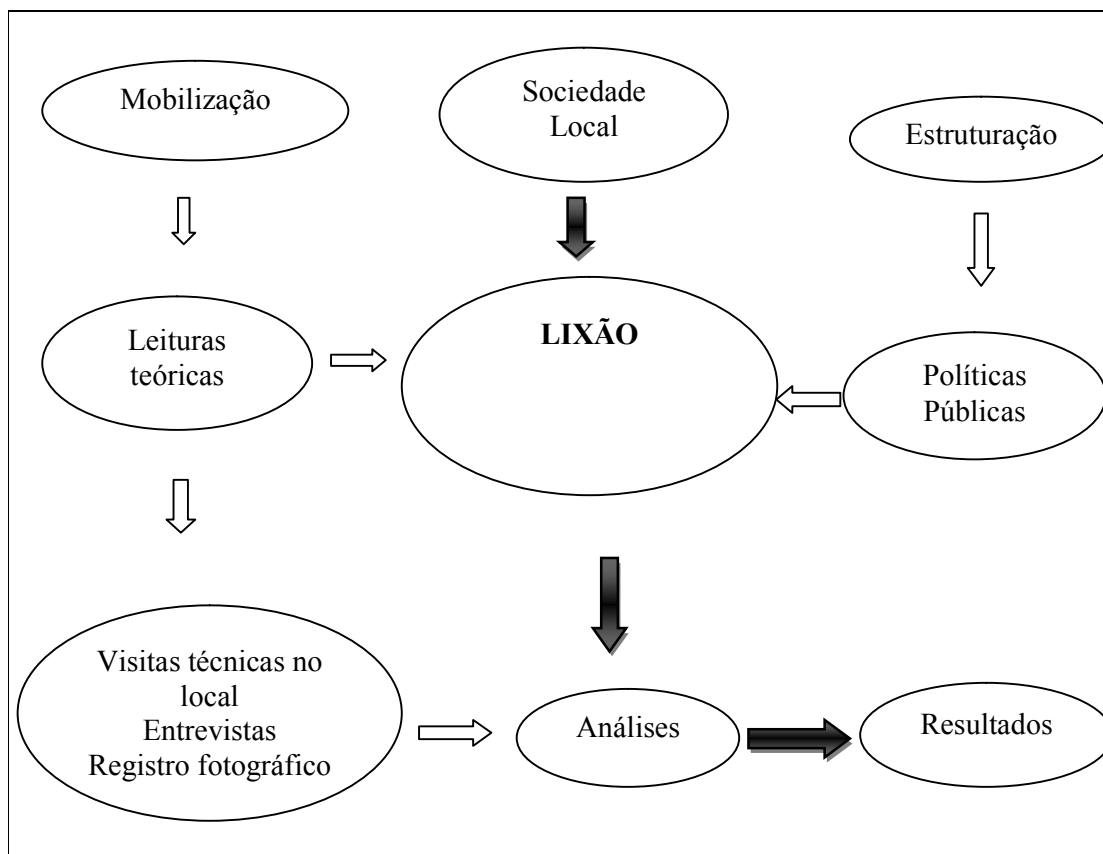 Mobilização
Sociedade
Local
Estruturação
Leituras
teóricas
LIXÃO
Políticas
Públicas
Visitas técnicas no
local
Entrevistas
Registro fotográfico
Análises
Resultados